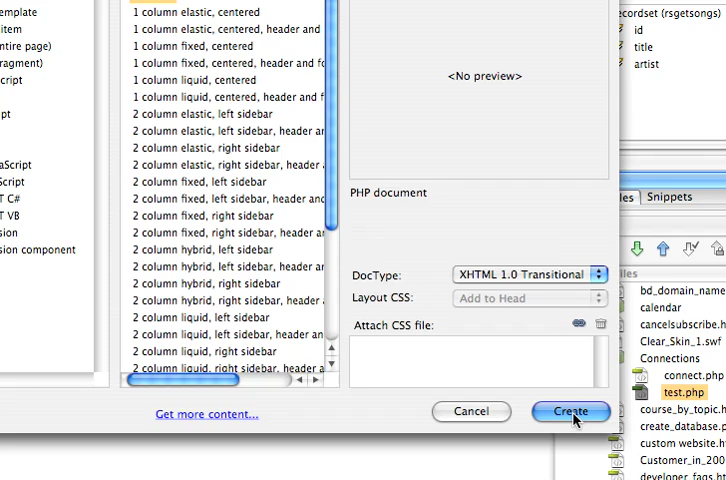 emplate
item
ntire page)
ragment)
cript
pt
aScript
Script
T C#
T VB
sion
sion component
1 column elastic, centered
1 column elastic, centered, header and
1 column fixed, centered
1 column fixed, centered, header and fo
1 column liquid, centered
1 column liquid, centered, header and f
2 column elastic, left sidebar
2 column elastic, left sidebar, header ar
2 column elastic, right sidebar
2 column elastic, right sidebar, header
2 column fixed, left sidebar
2 column fixed, left sidebar, header and
2 column fixed, right sidebar
2 column fixed, right sidebar, header an
2 column hybrid, left sidebar
2 column hybrid, left sidebar, header an
2 column hybrid, right sidebar
2 column hybrid, right sidebar, header a
2 column liquid, left sidebar
2 column liquid, left sidebar, header an
2 column liquid, right sidebar
2 column liquid, right sidebar, header a
Get more content...
<No preview>
PHP document
DocType: XHTML 1.0 Transitional
Layout CSS: Add to Head
Attach CSS file:
Cancel
Create
ecordset (rsgetsongs)
id
title
artist
les
Snippets
iles
bd_domain_name
calendar
cancelsubscribe.h
Clear_Skin_1.swf
Connections
connect.php
test.php
course_by_topic.h
create_database.p
custom website.h
Customer_in_200
developer_faqs.ht